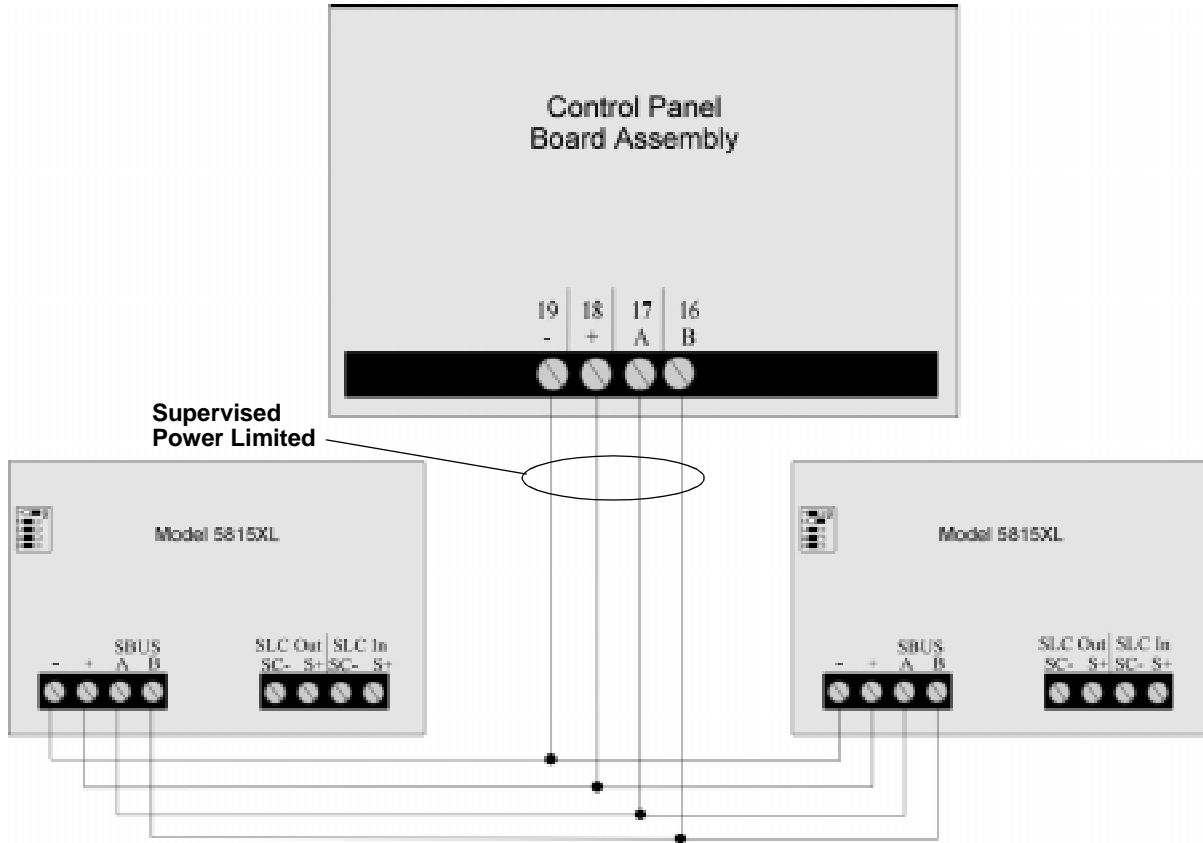 Control Panel
Board Assembly
19 18 17 16
- + A B
Supervised
Power Limited
Model 5815XL
SBUS
- + A B
SLC Out SLC In
SC- S+ SC- S+
Model 5815XL
SBUS
- + A B
SLC Out SLC In
SC- S+ SC- S+